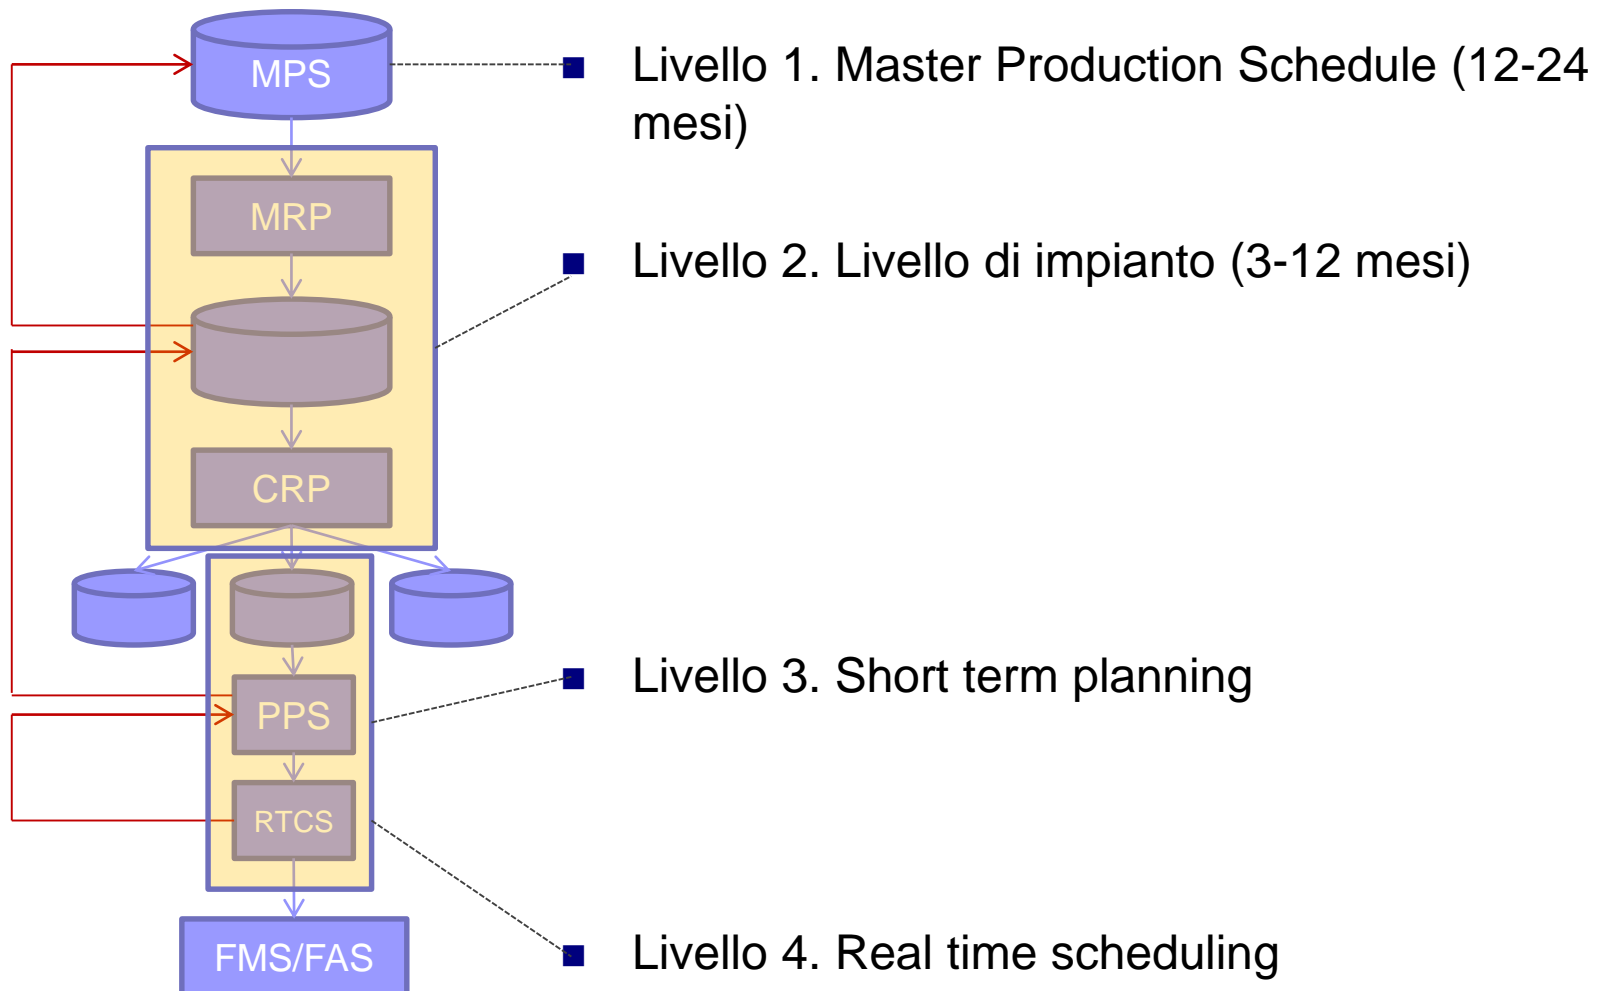 MPS
Livello 1. Master Production Schedule (12-24
mesi)
MRP
Livello 2. Livello di impianto (3-12 mesi)
CRP
Livello 3. Short term planning
PPS
RTCS
FMS/FAS
Livello 4. Real time scheduling